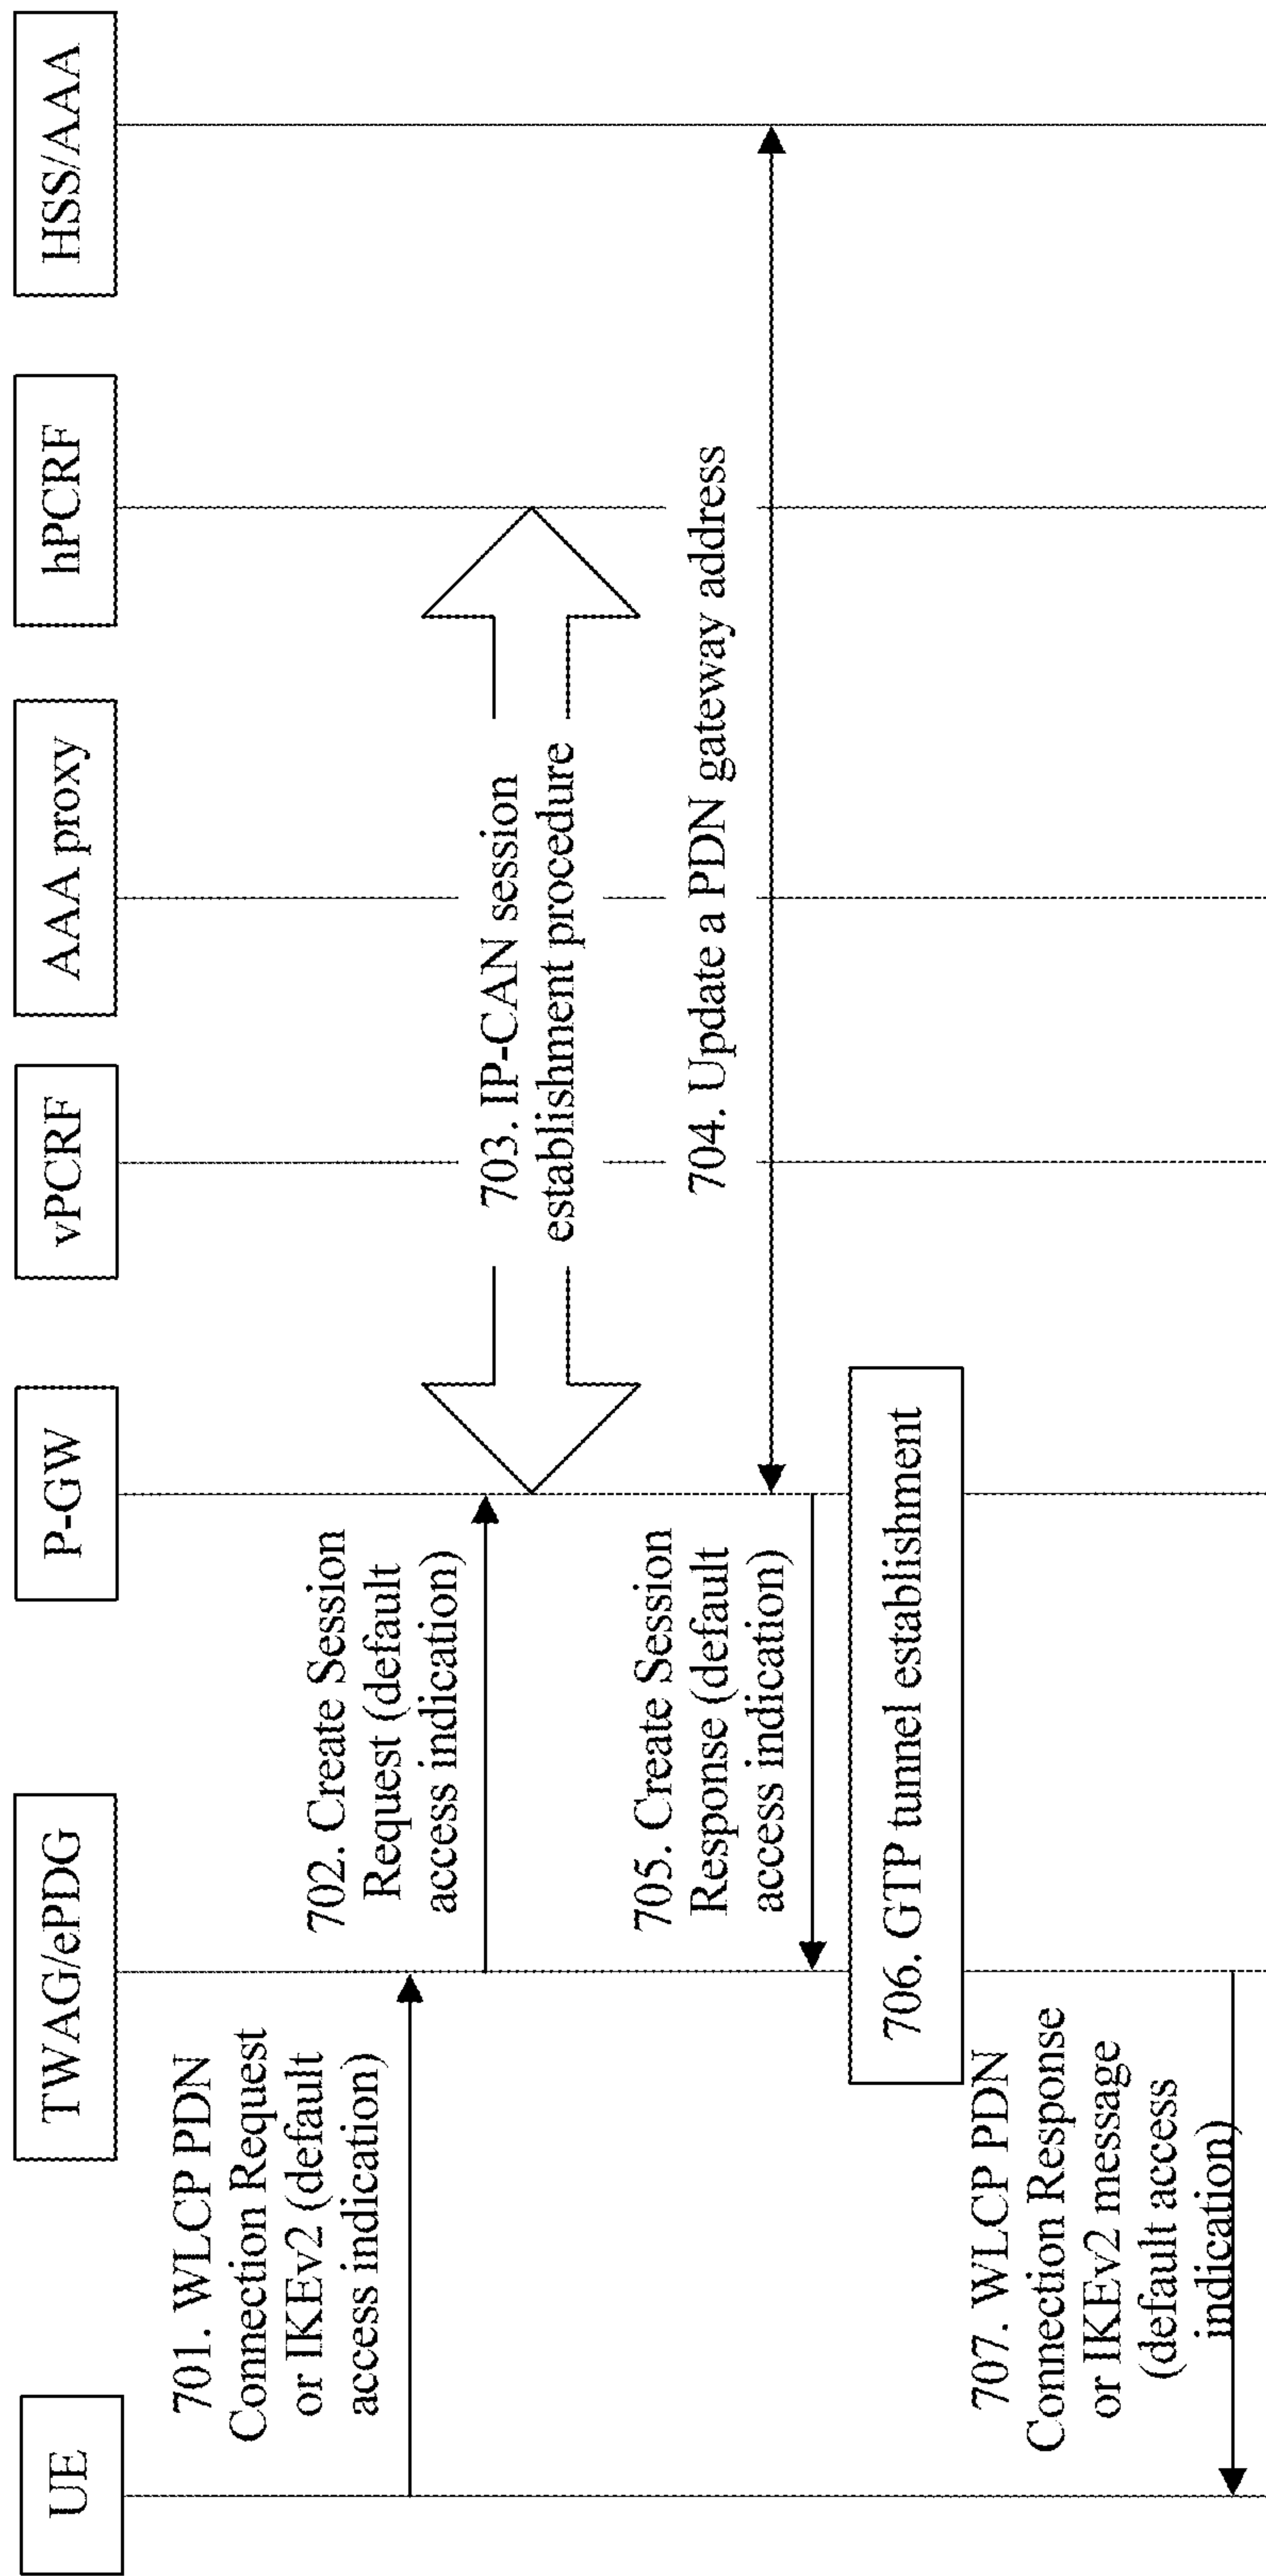 UE
TWAG/ePDG
P-GW
vPCRF
AAA proxy
hPCRF
HSS/AAA
701. WLCP PDN
Connection Request
or IKEv2 (default
access indication)
702. Create Session
Request (default
access indication)
703. IP-CAN session
establishment procedure
704. Update a PDN gateway address
705. Create Session
Response (default
access indication)
706. GTP tunnel establishment
707. WLCP PDN
Connection Response
or IKEv2 message
(default access
indication)